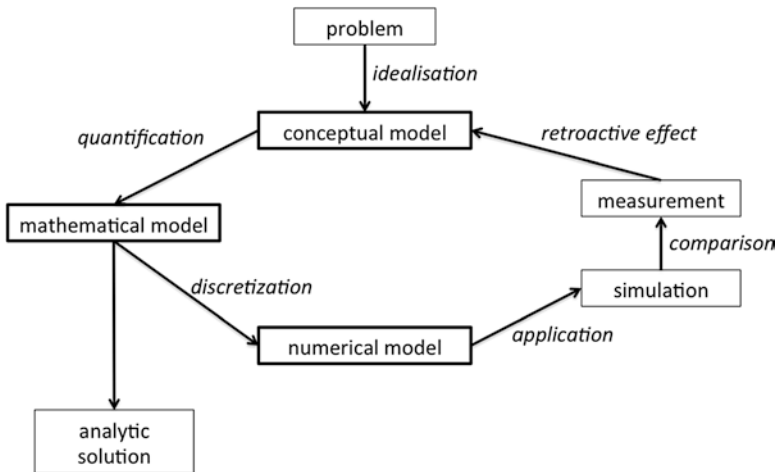 problem
idealisation
conceptual model
quantification
retroactive effect
mathematical model
measurement
comparison
discretization
simulation
numerical model
application
analytic
solution